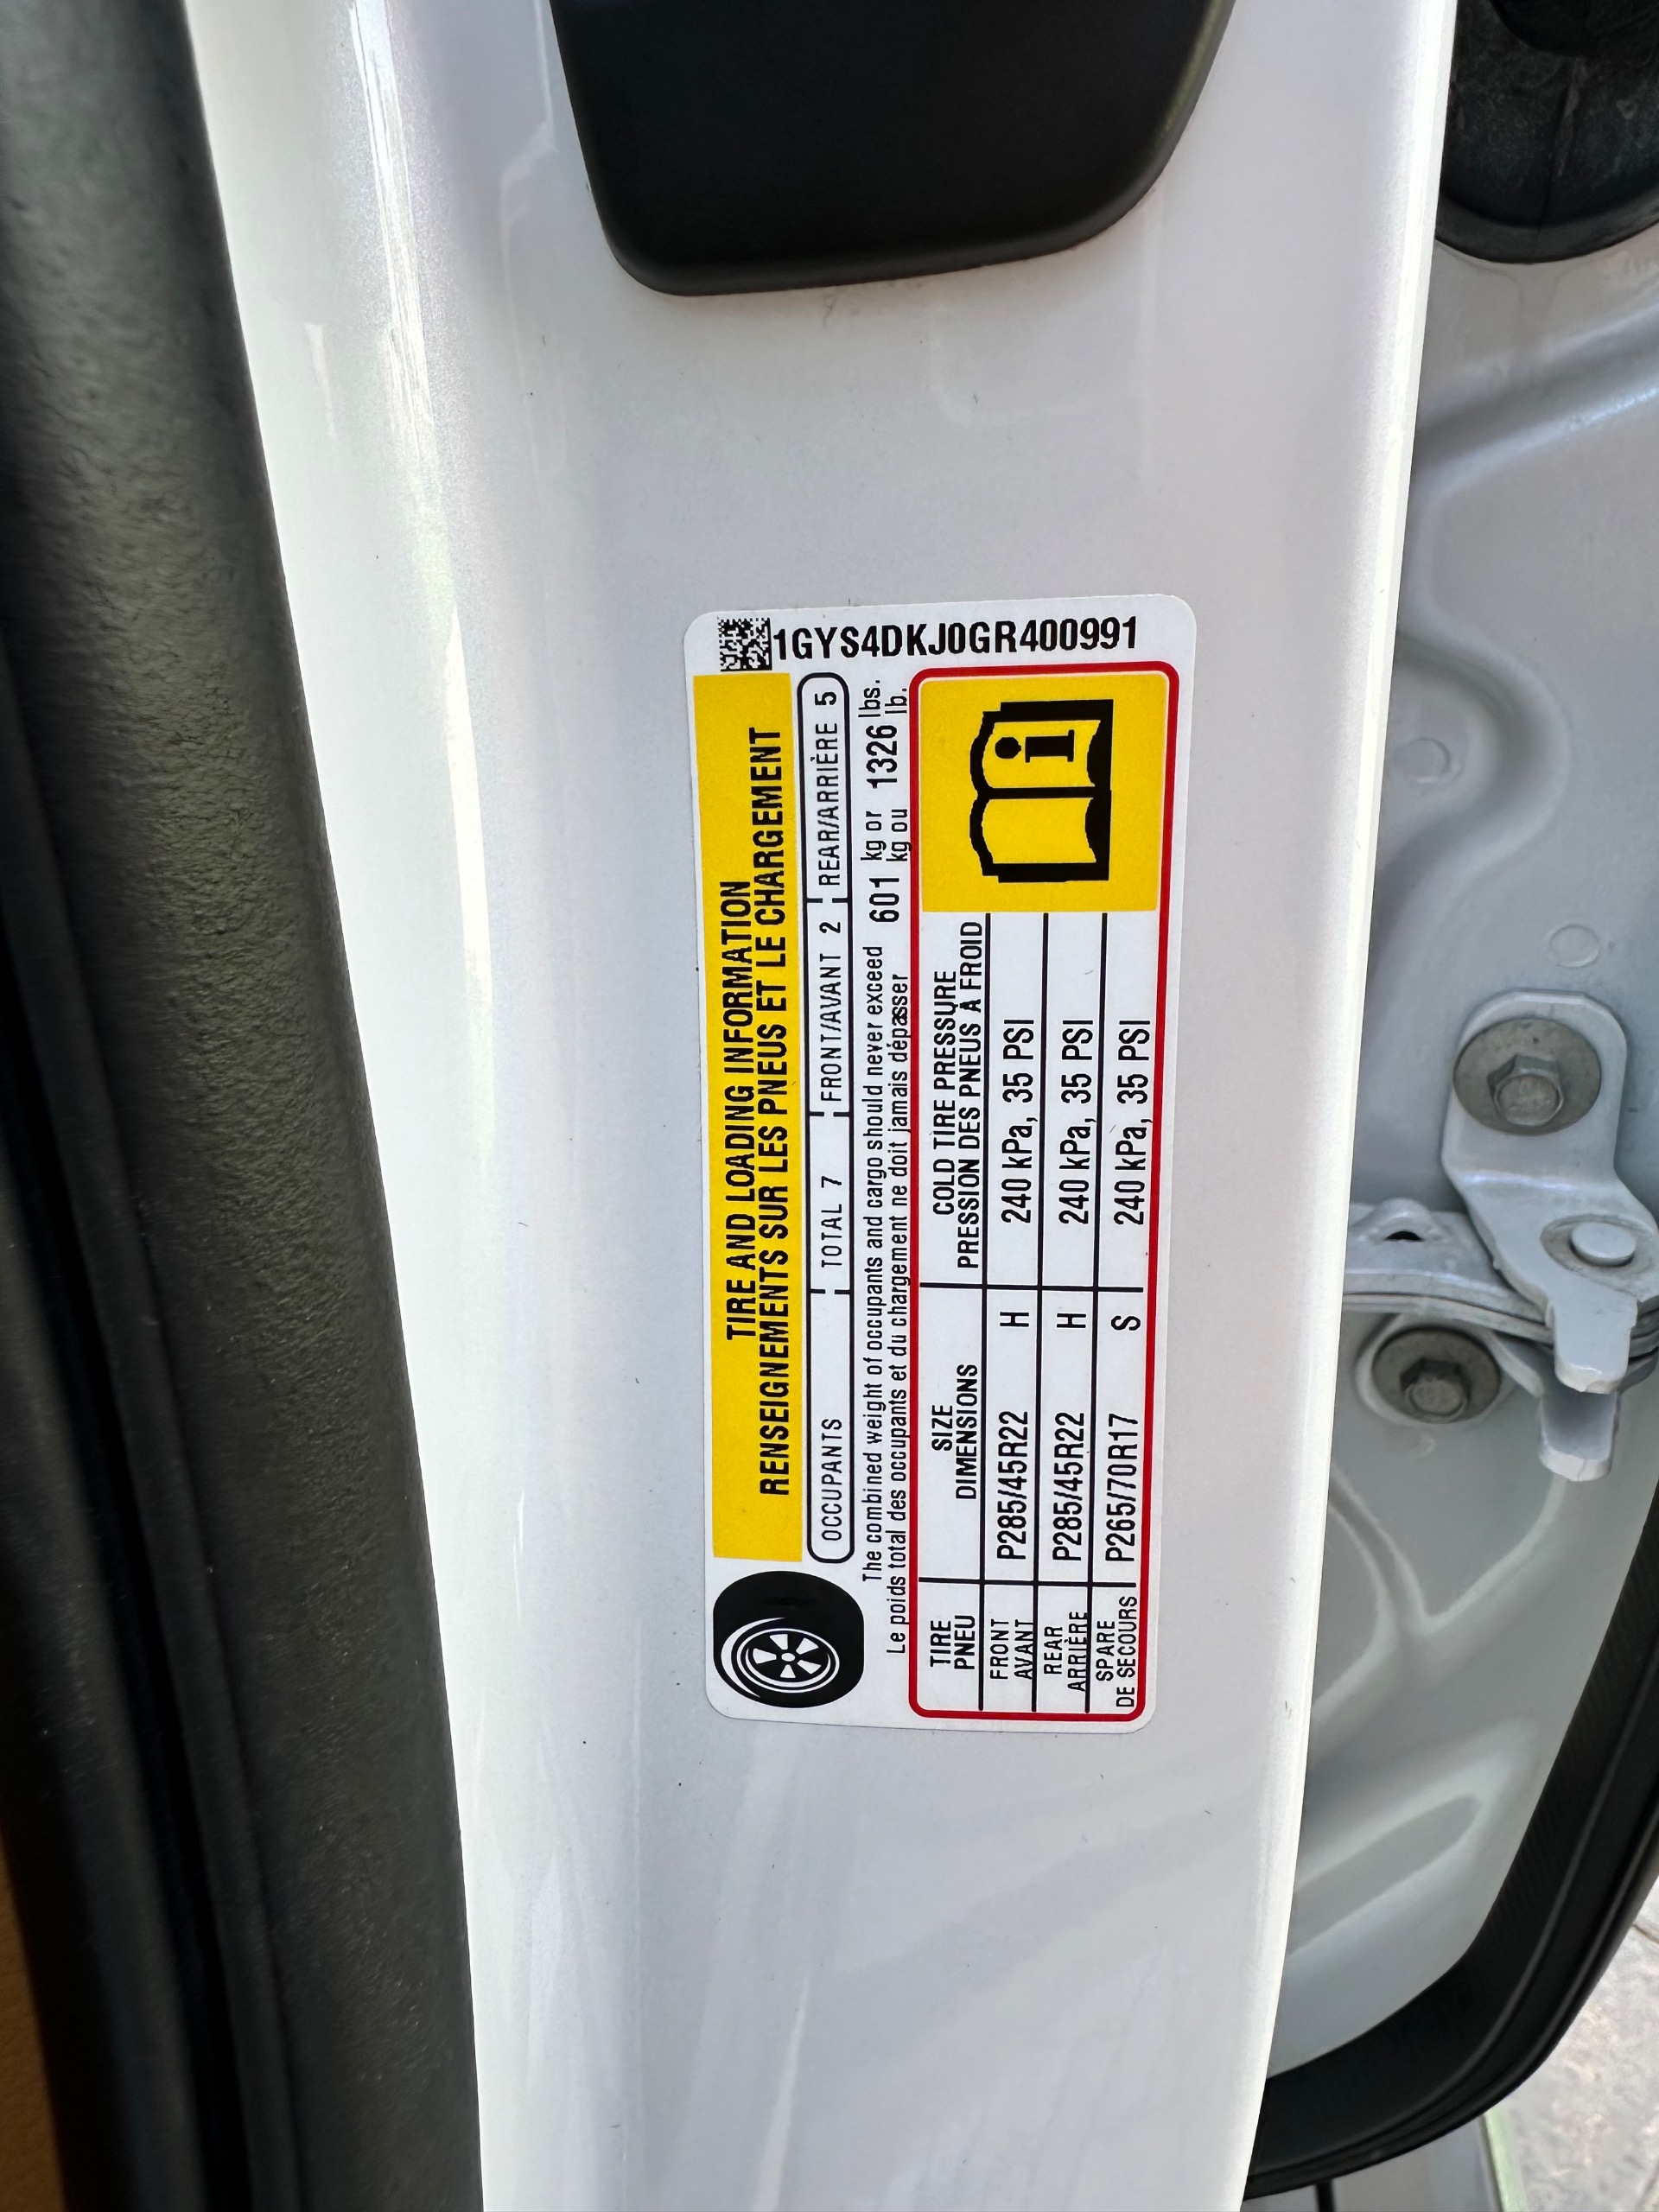 1GYS4DKJ0GR400991
TIRE AND LOADING INFORMATION
RENSEIGNEMENTS SUR LES PNEUS ET LE CHARGEMENT
OCCUPANTS TOTAL 7 FRONT/AVANT 2 REAR/ARRIÈRE 5
The combined weight of occupants and cargo should never exceed 601 kg or 1326 lbs.
Le poids total des occupants et du chargement ne doit jamais dépasser kg ou lb.
TIRE SIZE COLD TIRE PRESSURE
PNEU DIMENSIONS PRESSION DES PNEUS À FROID
FRONT
AVANT P285/45R22 H 240 kPa, 35 PSI
REAR
ARRIÈRE P285/45R22 H 240 kPa, 35 PSI
SPARE
DE SECOURS P265/70R17 S 240 kPa, 35 PSI
i